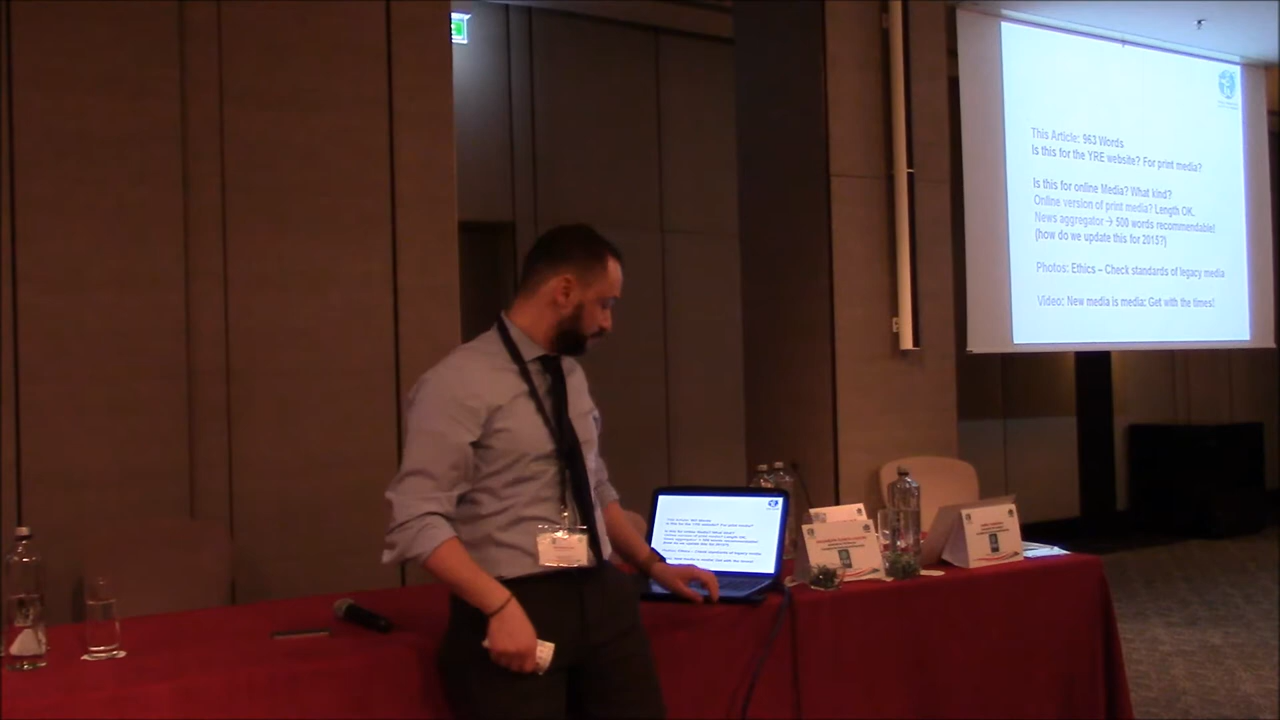 This Article: 963 Words
Is this for the YRE website? For print media?
Is this for online Media? What kind?
Online version of print media? Length OK.
News aggregator → 500 words recommendable!
(how do we update this for 2015?)
Photos: Ethics – Check standards of legacy media
Video: New media is media: Get with the times!